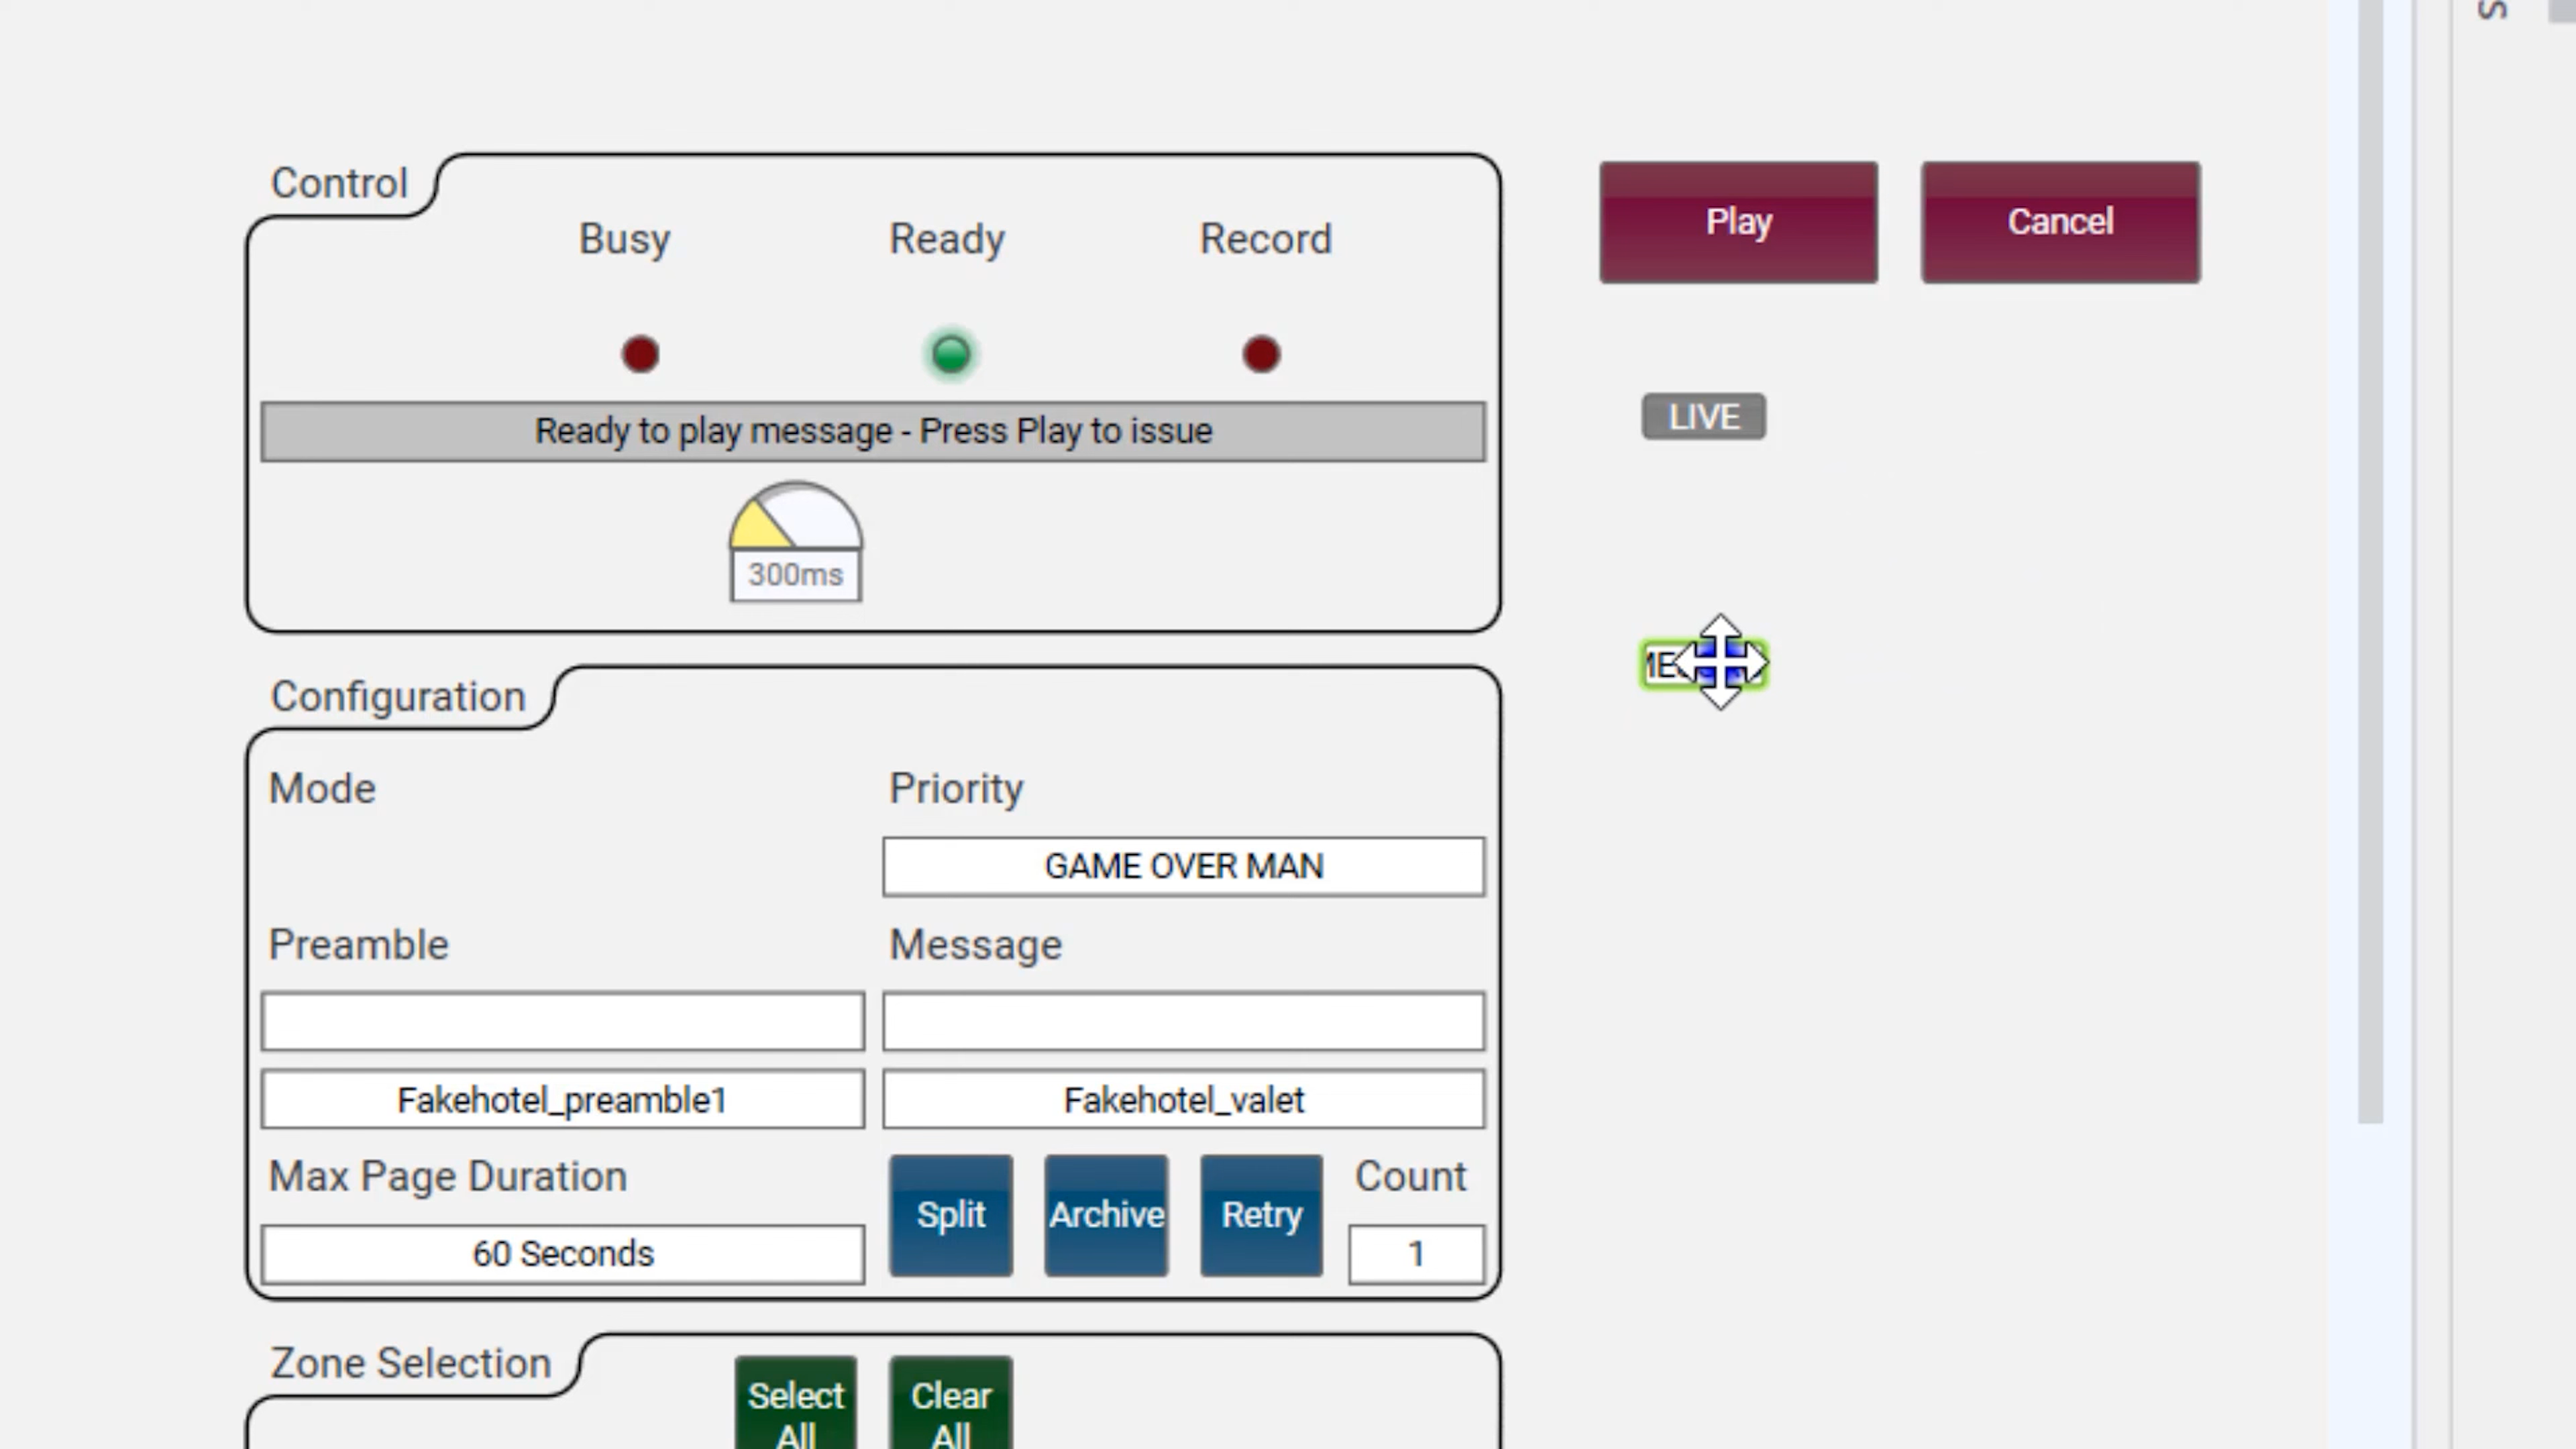 Control
Busy
Ready
Record
Play
Cancel
LIVE
Ready to play message - Press Play to issue
300ms
Configuration
Mode
Priority
GAME OVER MAN
Preamble
Message
Fakehotel_preamble1
Fakehotel_valet
Max Page Duration
60 Seconds
Split
Archive
Retry
Count
1
Zone Selection
Select
All
Clear
All